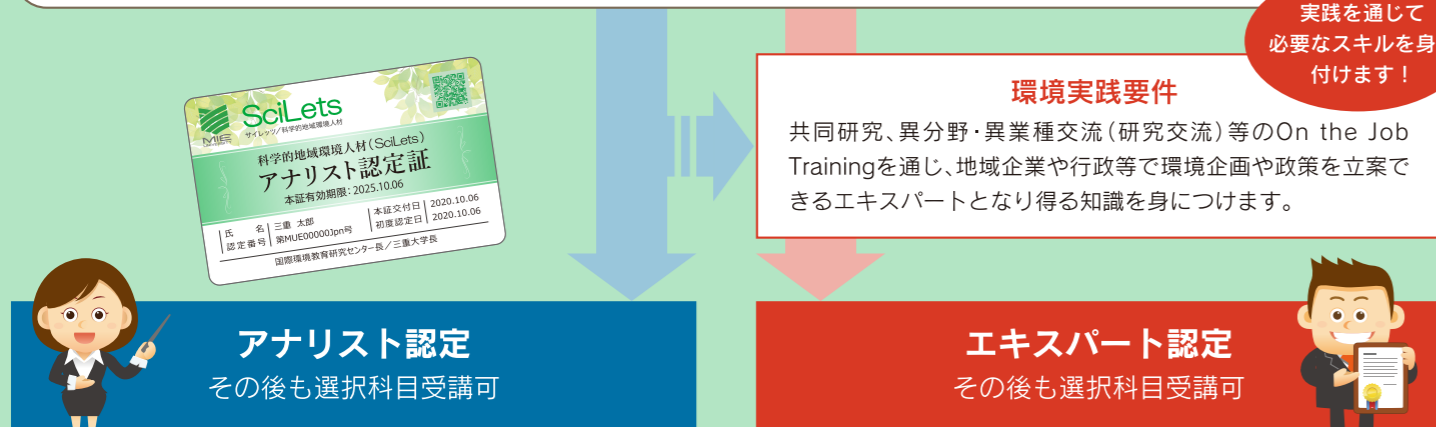 実践を通じて
必要なスキルを身
付けます！
SciLets
サイレッツ／科学的地域環境人材
MIE
科学的地域環境人材(SciLets)
アナリスト認定証
本証有効期限：2025.10.06
氏　名 三重 太郎 本証交付日 2020.10.06
認定番号 第MUE00000Jpn号 初度認定日 2020.10.06
国際環境教育研究センター長／三重大学長
環境実践要件
共同研究、異分野・異業種交流(研究交流)等のOn the Job
Trainingを通じ、地域企業や行政等で環境企画や政策を立案で
きるエキスパートとなり得る知識を身につけます。
アナリスト認定
その後も選択科目受講可
エキスパート認定
その後も選択科目受講可